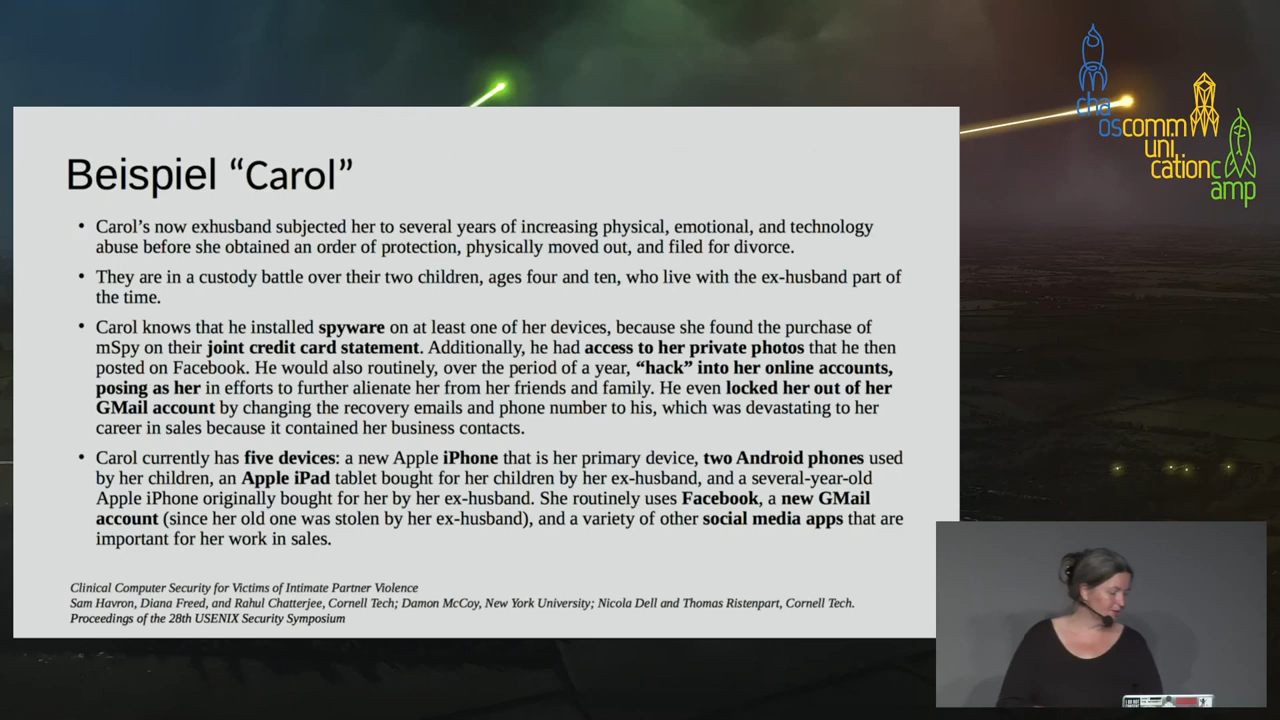 chaoscommunicationcamp
Beispiel “Carol”
• Carol’s now exhusband subjected her to several years of increasing physical, emotional, and technology
abuse before she obtained an order of protection, physically moved out, and filed for divorce.
• They are in a custody battle over their two children, ages four and ten, who live with the ex-husband part of
the time.
• Carol knows that he installed spyware on at least one of her devices, because she found the purchase of
mSpy on their joint credit card statement. Additionally, he had access to her private photos that he then
posted on Facebook. He would also routinely, over the period of a year, “hack” into her online accounts,
posing as her in efforts to further alienate her from her friends and family. He even locked her out of her
GMail account by changing the recovery emails and phone number to his, which was devastating to her
career in sales because it contained her business contacts.
• Carol currently has five devices: a new Apple iPhone that is her primary device, two Android phones used
by her children, an Apple iPad tablet bought for her children by her ex-husband, and a several-year-old
Apple iPhone originally bought for her by her ex-husband. She routinely uses Facebook, a new GMail
account (since her old one was stolen by her ex-husband), and a variety of other social media apps that are
important for her work in sales.
Clinical Computer Security for Victims of Intimate Partner Violence
Sam Havron, Diana Freed, and Rahul Chatterjee, Cornell Tech; Damon McCoy, New York University; Nicola Dell and Thomas Ristenpart, Cornell Tech.
Proceedings of the 28th USENIX Security Symposium